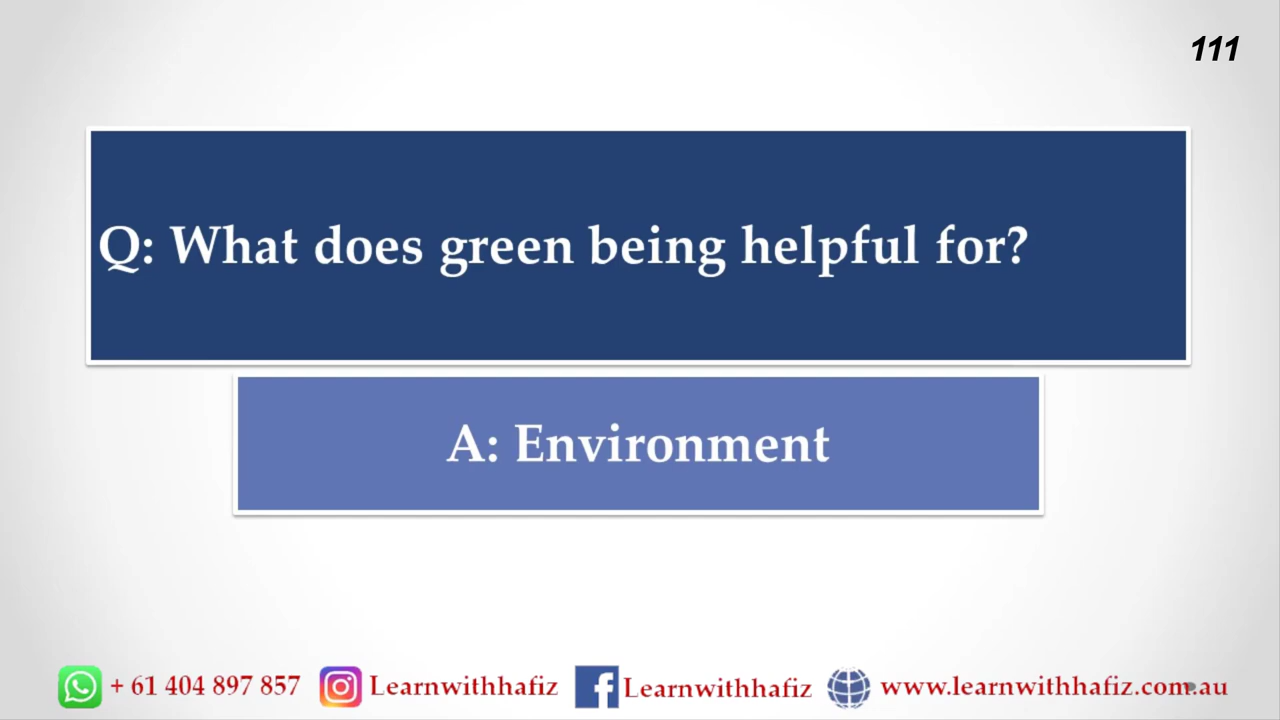 111
Q: What does green being helpful for?
A: Environment
+ 61 404 897 857 Learnwithhafiz Learnwithhafiz www.learnwithhafiz.com.au